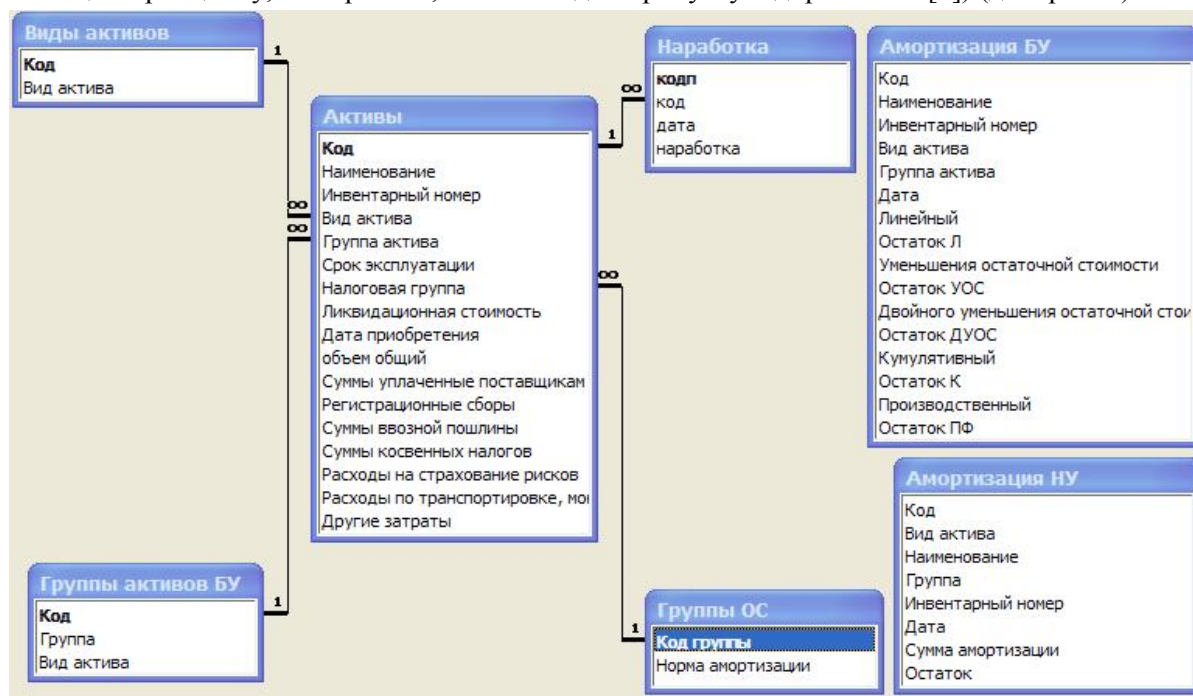 Виды активов
Код
Вид актива
1
∞
Активы
Код
Наименование
Инвентарный номер
Вид актива
Группа актива
Срок эксплуатации
Налоговая группа
Ликвидационная стоимость
Дата приобретения
объем общий
Суммы уплаченные поставщикам
Регистрационные сборы
Суммы ввозной пошлины
Суммы косвенных налогов
Расходы на страхование рисков
Расходы по транспортировке,
Другие затраты
∞
1
Группы активов БУ
Код
Группа
Вид актива
1
∞
Наработка
кодп
код
дата
наработка
∞
1
Группы ОС
Код группы
Норма амортизации
Амортизация БУ
Код
Наименование
Инвентарный номер
Вид актива
Группа актива
Дата
Линейный
Остаток Л
Уменьшения остаточной стоимости
Остаток УОС
Двойного уменьшения остаточной
Остаток ДУОС
Кумулятивный
Остаток К
Производственный
Остаток ПФ
Амортизация НУ
Код
Вид актива
Наименование
Группа
Инвентарный номер
Дата
Сумма амортизации
Остаток